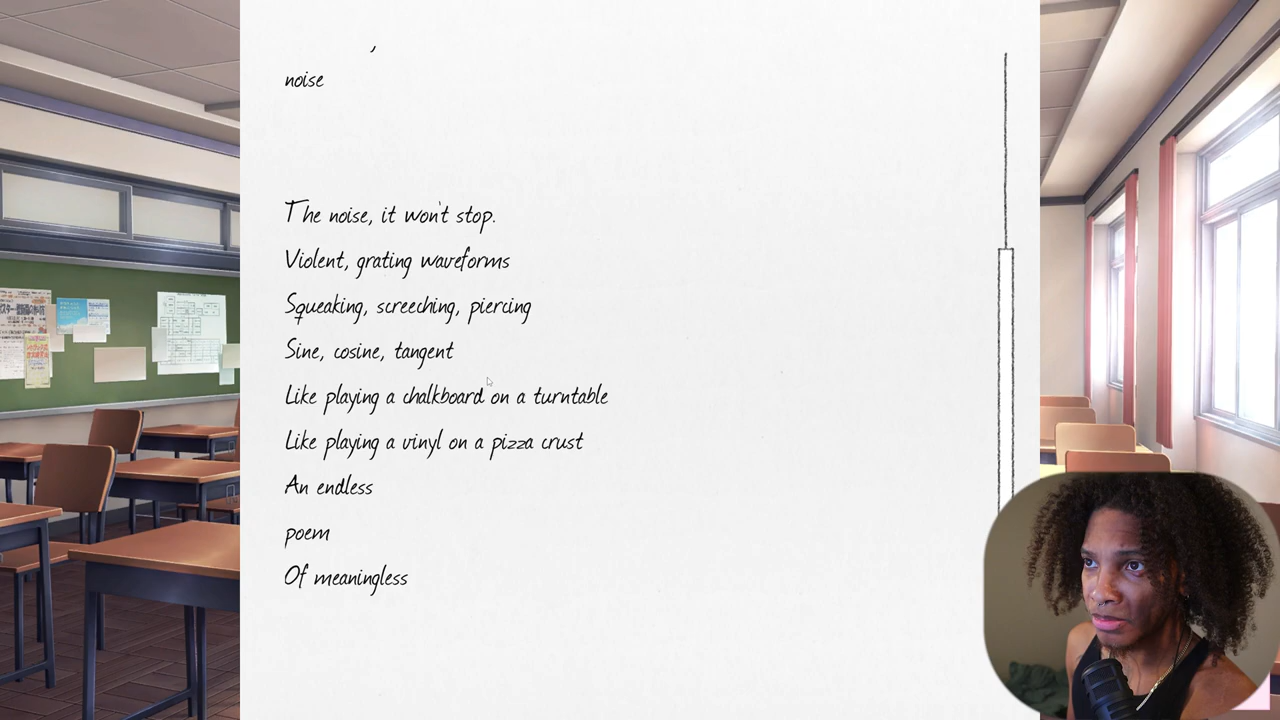 noise
The noise, it won't stop.
Violent, grating waveforms
Squeaking, screeching, piercing
Sine, cosine, tangent
Like playing a chalkboard on a turntable
Like playing a vinyl on a pizza crust
An endless
poem
Of meaningless